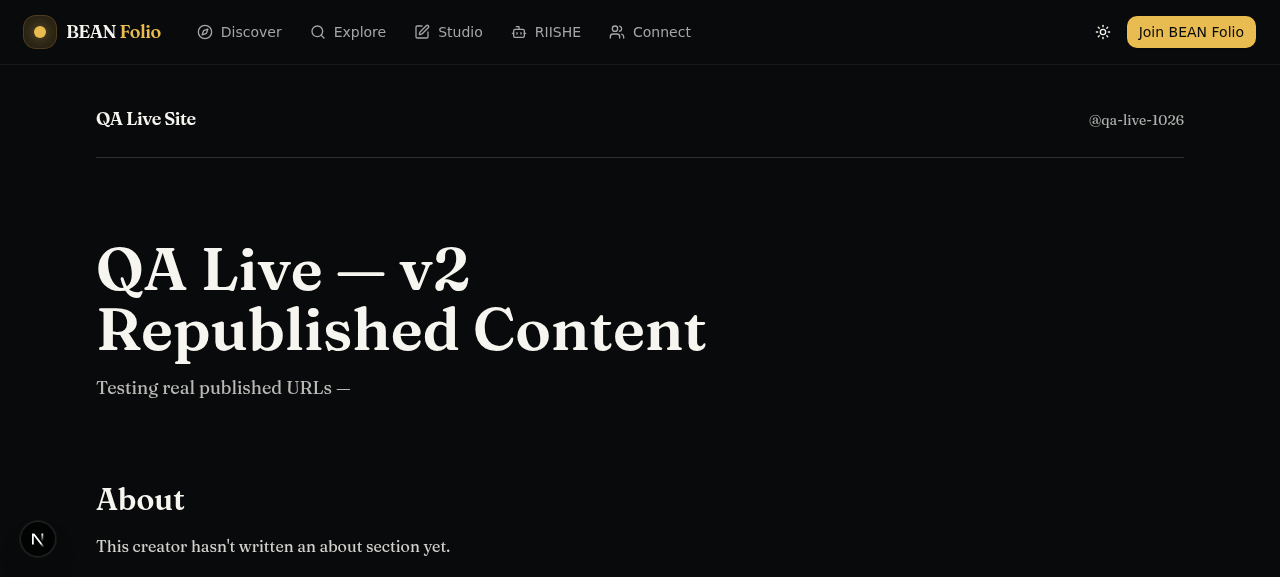 BEAN Folio
Discover
Explore
Studio
RIISHE
Connect
Join BEAN Folio
QA Live Site
@qa-live-1026
QA Live — v2
Republished Content
Testing real published URLs —
About
This creator hasn't written an about section yet.
N